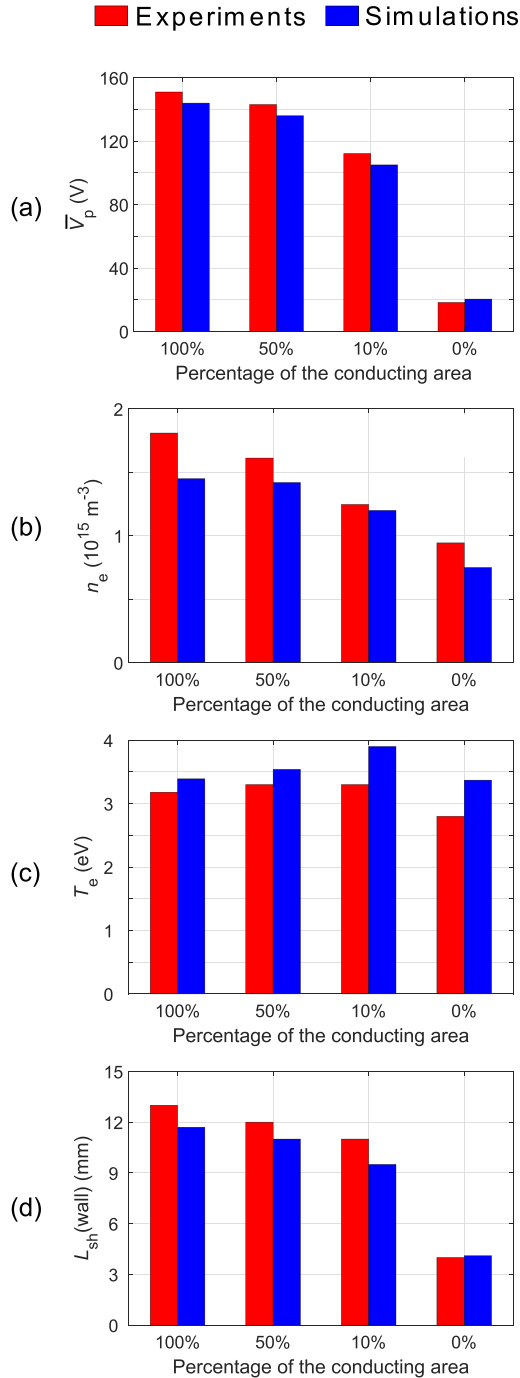 Experiments Simulations
(a)
V̅p (V)
160
120
80
40
0
100% 50% 10% 0%
Percentage of the conducting area
(b)
ne (10¹⁵ m⁻³)
2
1
0
100% 50% 10% 0%
Percentage of the conducting area
(c)
Te (eV)
4
3
2
1
0
100% 50% 10% 0%
Percentage of the conducting area
(d)
Lsh(wall) (mm)
15
12
9
6
3
0
100% 50% 10% 0%
Percentage of the conducting area